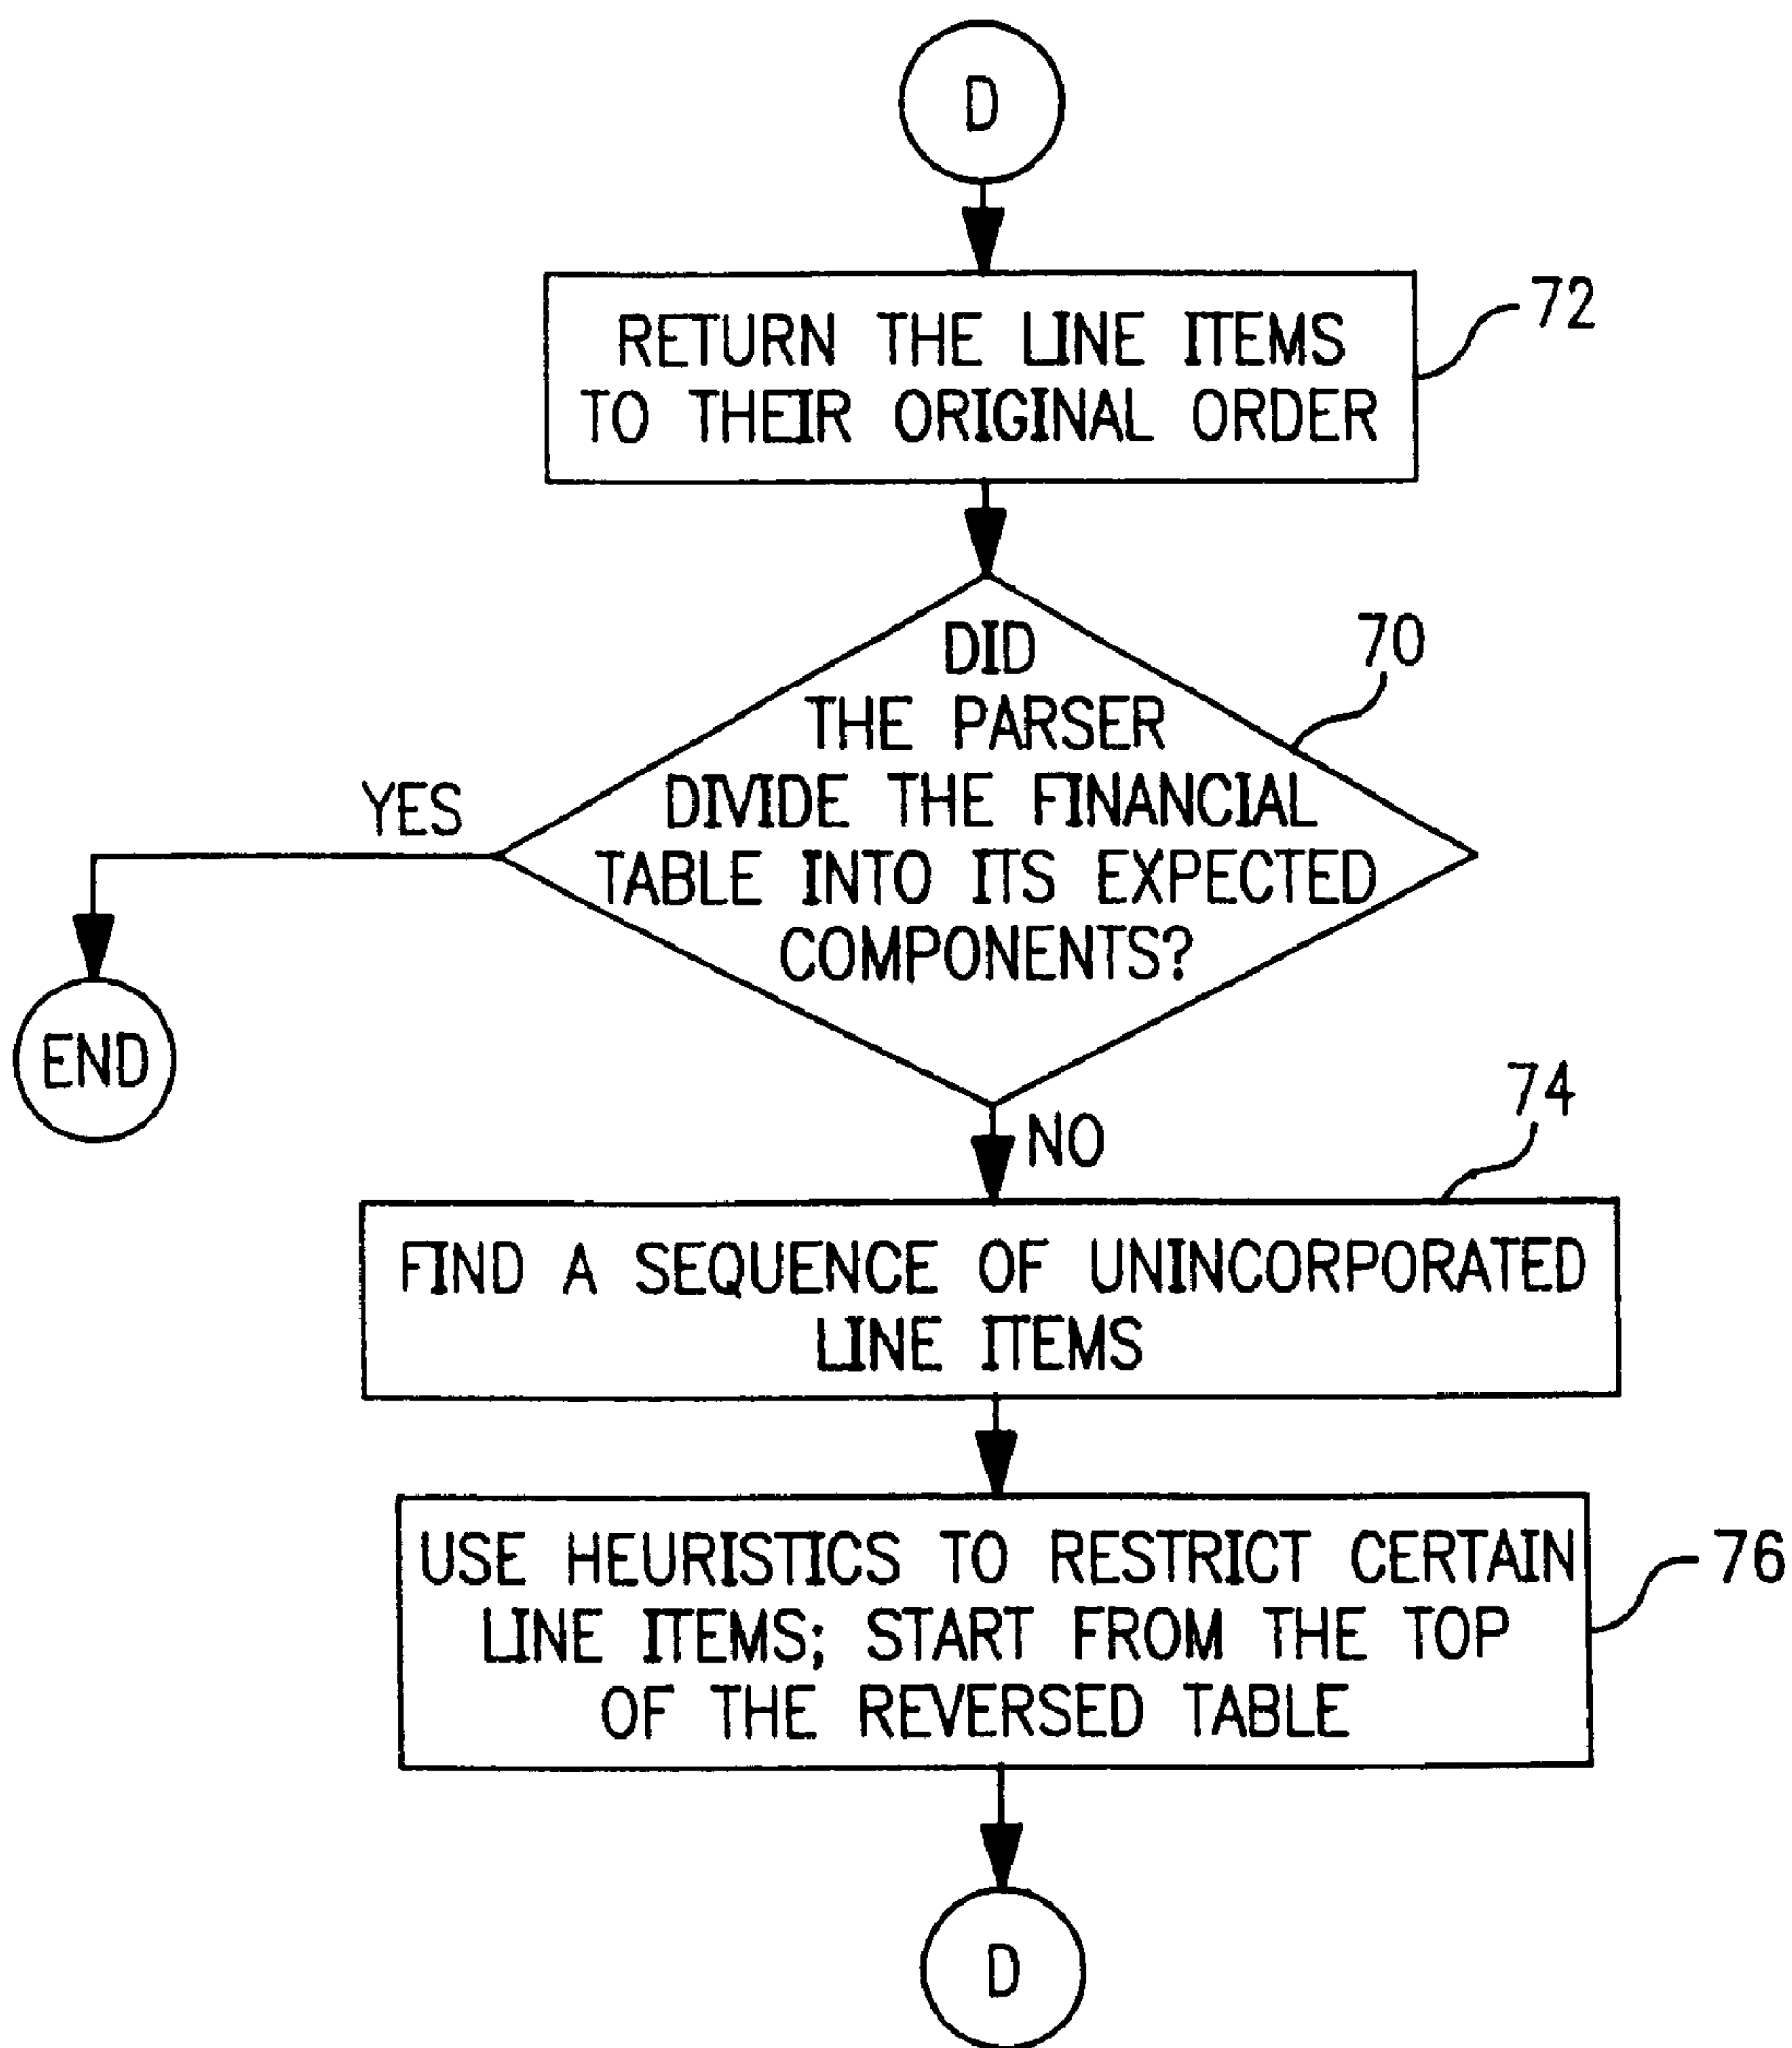 D
RETURN THE LINE ITEMS
TO THEIR ORIGINAL ORDER
72
DID
THE PARSER
DIVIDE THE FINANCIAL
TABLE INTO ITS EXPECTED
COMPONENTS?
70
YES
END
NO
74
FIND A SEQUENCE OF UNINCORPORATED
LINE ITEMS
USE HEURISTICS TO RESTRICT CERTAIN
LINE ITEMS; START FROM THE TOP
OF THE REVERSED TABLE
76
D